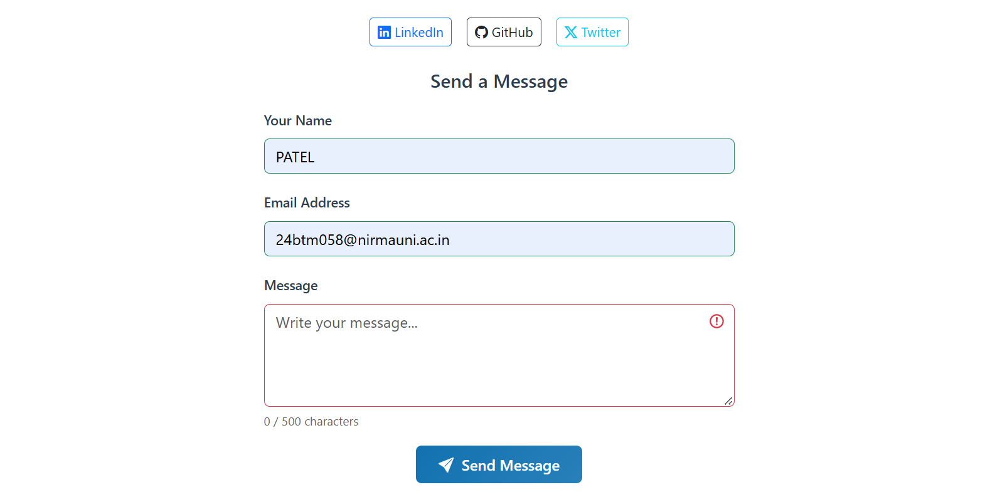 LinkedIn GitHub Twitter
Send a Message
Your Name
PATEL
Email Address
24btm058@nirmauni.ac.in
Message
Write your message...
0 / 500 characters
Send Message